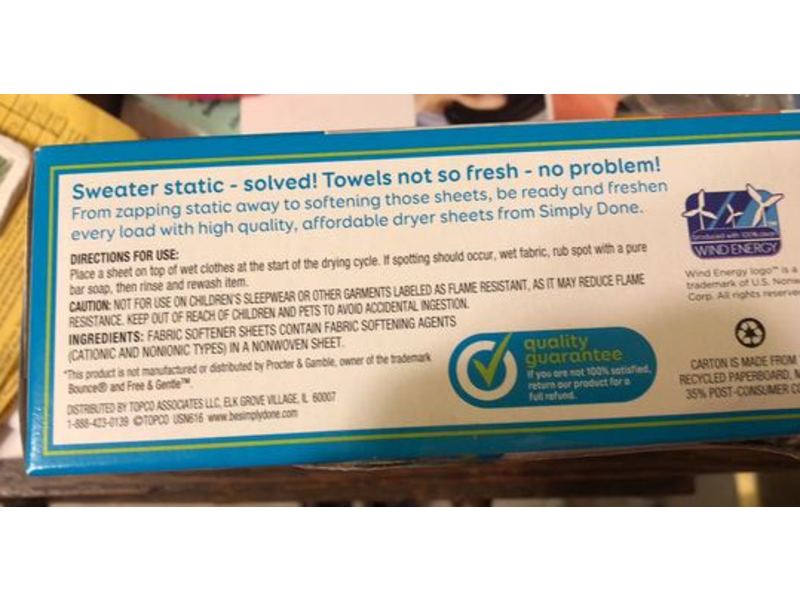 Sweater static - solved! Towels not so fresh - no problem!
From zapping static away to softening those sheets, be ready and freshen
every load with high quality, affordable dryer sheets from Simply Done.
DIRECTIONS FOR USE:
Place a sheet on top of wet clothes at the start of the drying cycle. If spotting should occur, wet fabric, rub spot with a pure
bar soap, then rinse and rewash item.
CAUTION: NOT FOR USE ON CHILDREN'S SLEEPWEAR OR OTHER GARMENTS LABELED AS FLAME RESISTANT, AS IT MAY REDUCE FLAME
RESISTANCE. KEEP OUT OF REACH OF CHILDREN AND PETS TO AVOID ACCIDENTAL INGESTION.
INGREDIENTS: FABRIC SOFTENER SHEETS CONTAIN FABRIC SOFTENING AGENTS
(CATIONIC AND NONIONIC TYPES) IN A NONWOVEN SHEET.
*This product is not manufactured or distributed by Procter & Gamble, owner of the trademark
Bounce® and Free & Gentle™.
DISTRIBUTED BY TOPCO ASSOCIATES LLC, ELK GROVE VILLAGE, IL 60007
1-888-423-0139 ©TOPCO USN616 www.besimplydone.com
quality
guarantee
If you are not 100% satisfied,
return our product for a
full refund.
produced with 100%
WIND ENERGY
Wind Energy logo™ is a
trademark of U.S.
Corp. All rights
CARTON IS MADE FROM
RECYCLED PAPERBOARD,
35% POST-CONSUMER